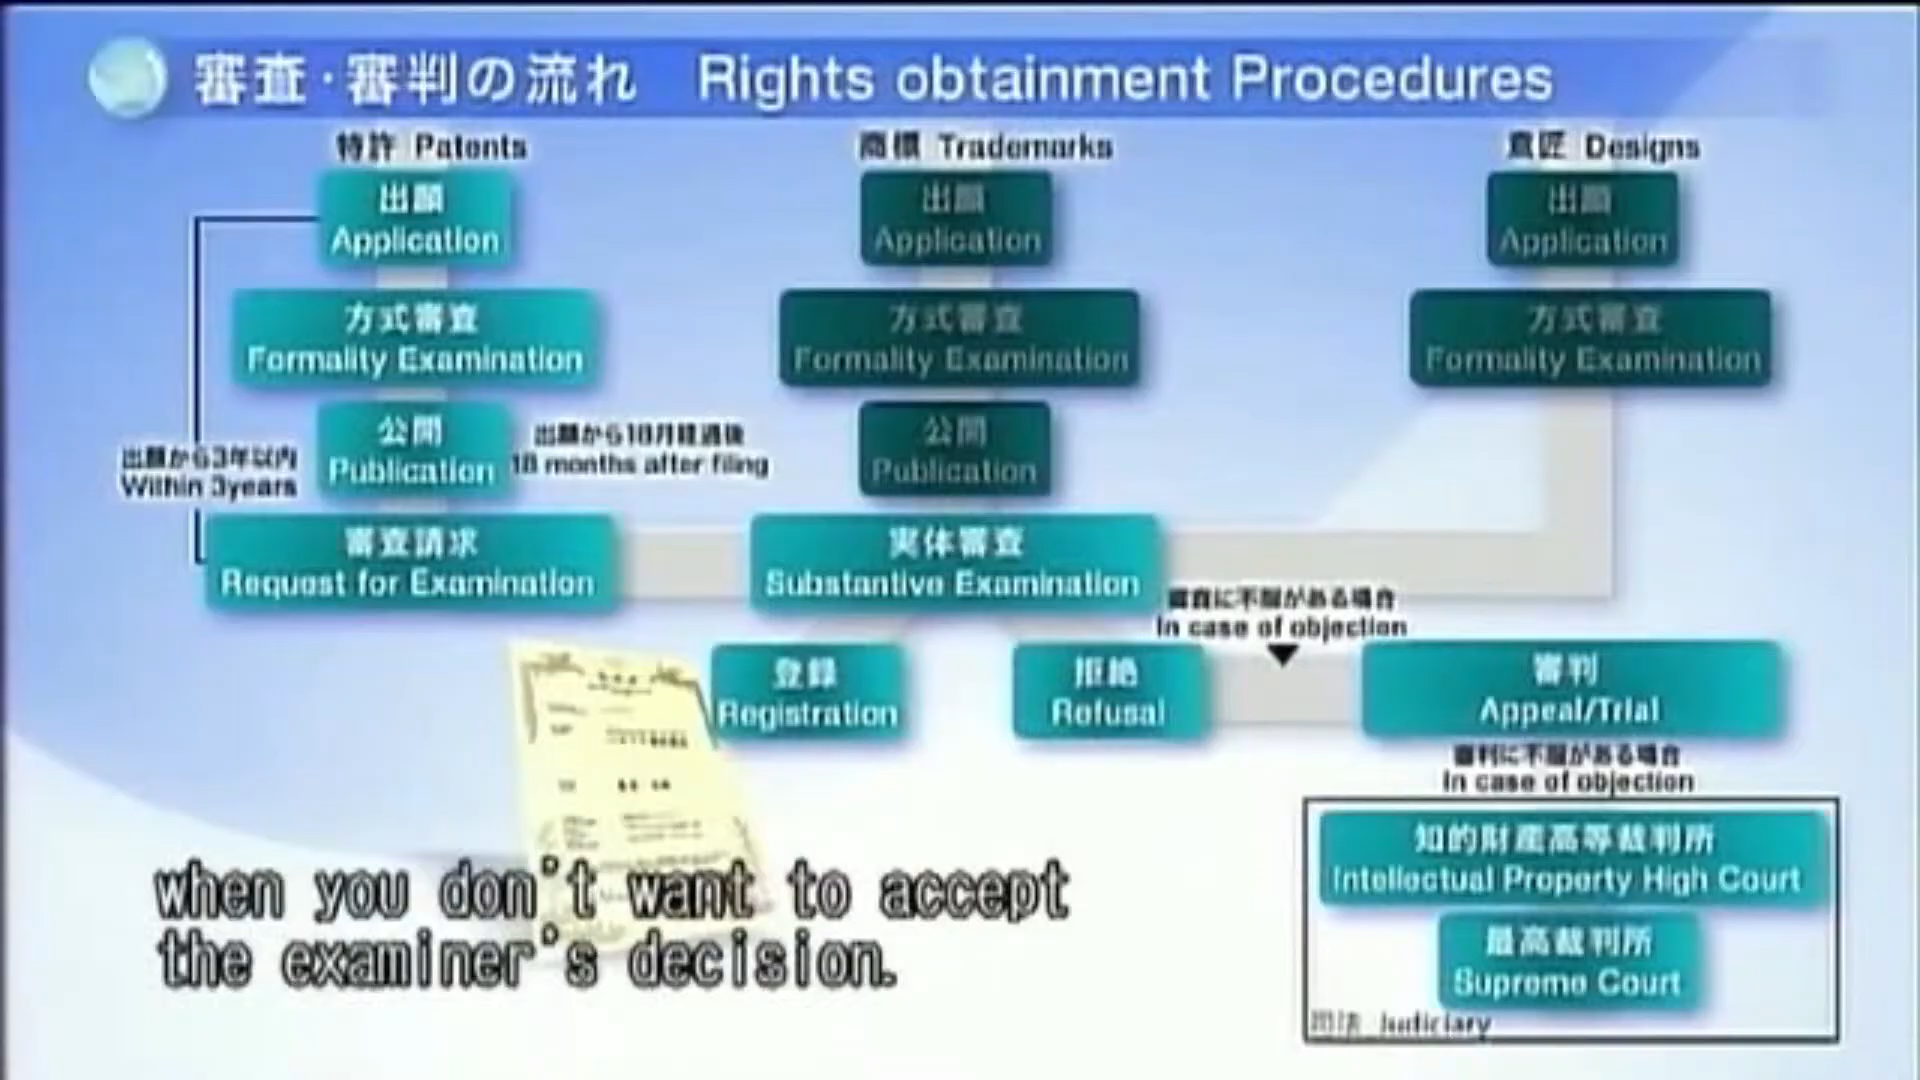 審査・審判の流れ Rights obtainment Procedures
特許 Patents
出願
Application
方式審査
Formality Examination
公開
Publication
出願から18月経過後
18 months after filing
出願から3年以内
Within 3years
審査請求
Request for Examination
商標 Trademarks
出願
Application
方式審査
Formality Examination
公開
Publication
実体審査
Substantive Examination
意匠 Designs
出願
Application
方式審査
Formality Examination
登録
Registration
拒絶
Refusal
審査に不服がある場合
In case of objection
審判
Appeal/Trial
審判に不服がある場合
In case of objection
知的財産高等裁判所
Intellectual Property High Court
最高裁判所
Supreme Court
司法 Judiciary
when you don't want to accept
the examiner's decision.